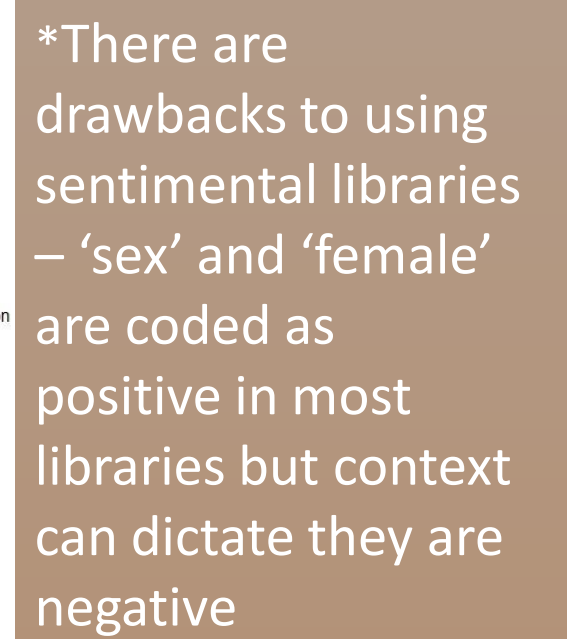 *There are
drawbacks to using
sentimental libraries
– ‘sex’ and ‘female’
are coded as
positive in most
libraries but context
can dictate they are
negative